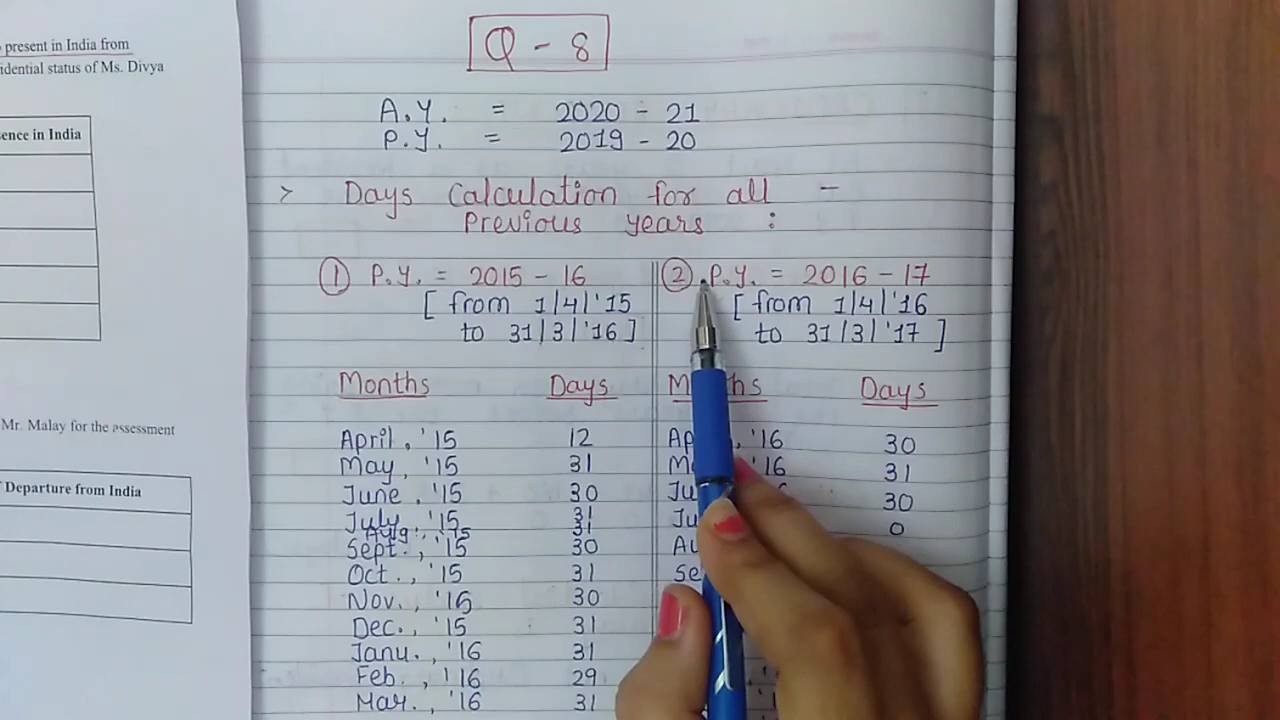 present in India from
idential status of Ms. Divya
ence in India
Mr. Malay for the assessment
Departure from India
Q - 8
A.Y. = 2020 - 21
P.Y. = 2019 - 20
> Days Calculation for all -
Previous years :
① P.Y. = 2015 - 16
[ from 1/4/'15
to 31/3/'16 ]
Months Days
April, '15 12
May, '15 31
June, '15 30
July, '15 31
Aug., '15 31
Sept., '15 30
Oct., '15 31
Nov., '15 30
Dec., '15 31
Janu., '16 31
Feb., '16 29
Mar., '16 31
② P.Y. = 2016 - 17
[ from 1/4/'16
to 31/3/'17 ]
Days
'16 30
'16 31
30
0